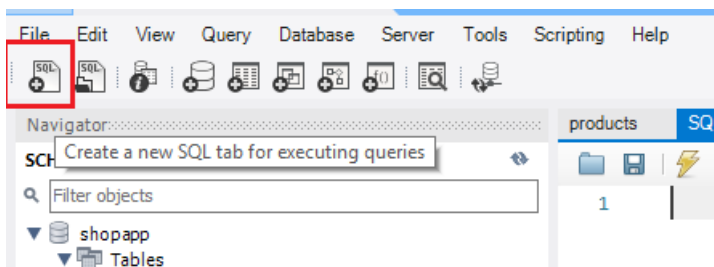 File Edit View Query Database Server Tools Scripting Help
SQL SQL
Navigator products SQ
SCH
Create a new SQL tab for executing queries
Filter objects
1
shopapp
Tables